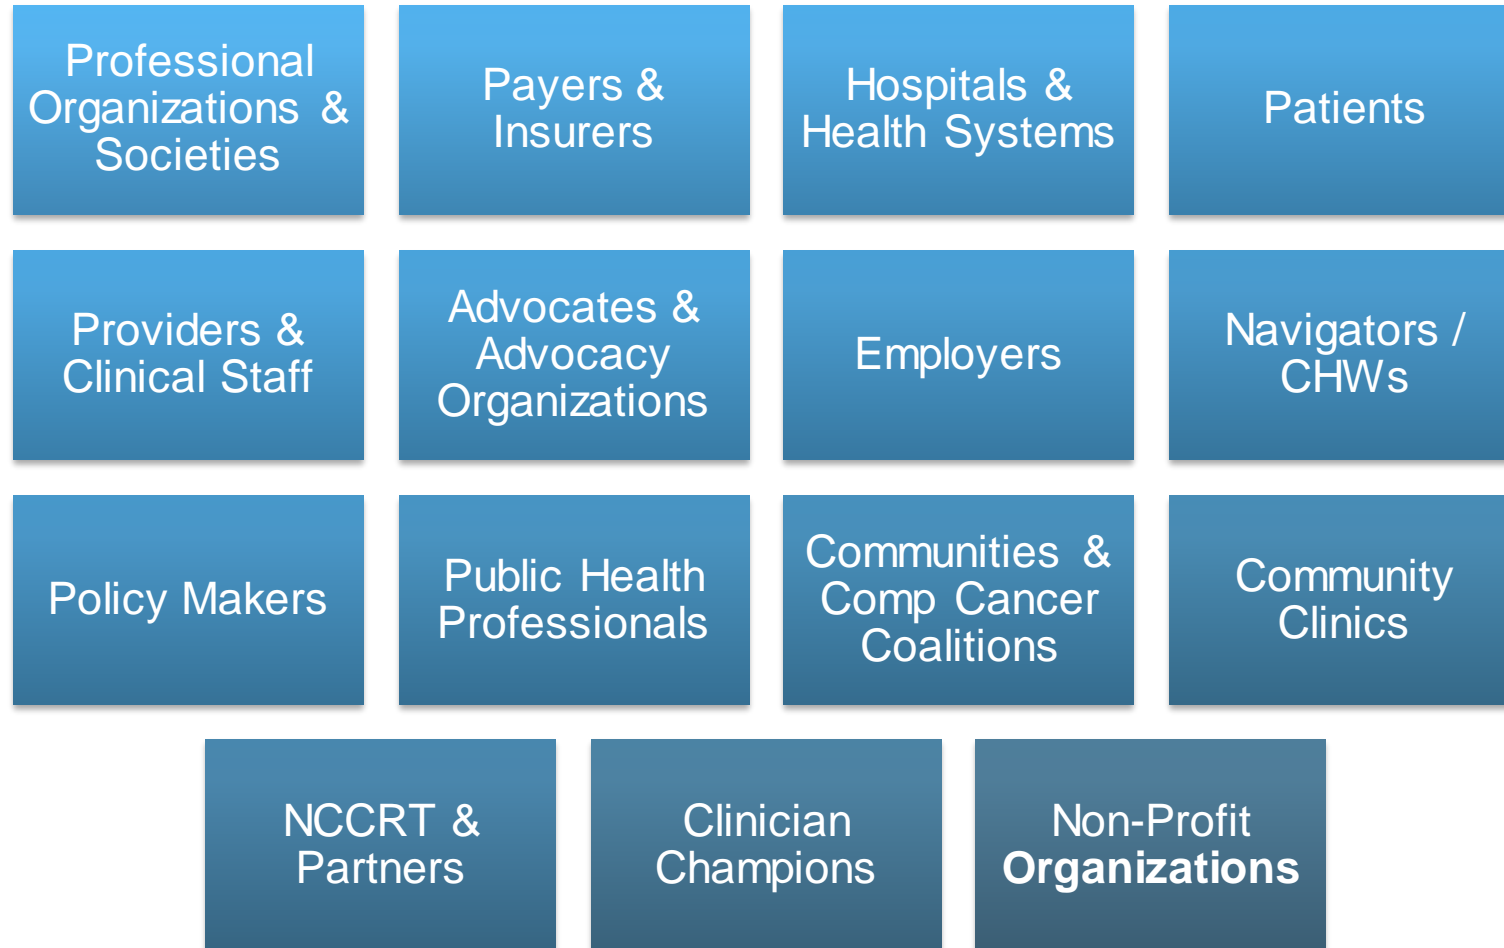 Professional
Organizations &
Societies
Payers &
Insurers
Hospitals &
Health Systems
Patients
Providers &
Clinical Staff
Advocates &
Advocacy
Organizations
Employers
Navigators /
CHWs
Policy Makers
Public Health
Professionals
Communities &
Comp Cancer
Coalitions
Community
Clinics
NCCRT &
Partners
Clinician
Champions
Non-Profit
Organizations